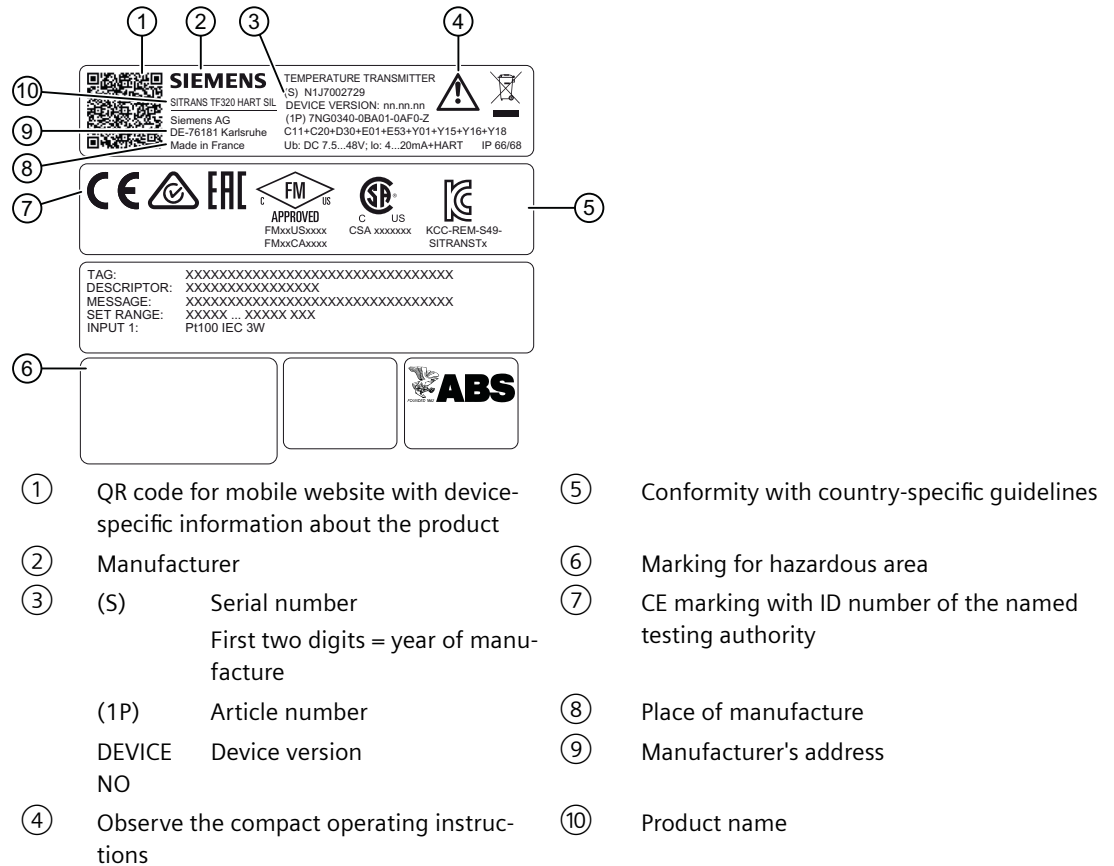 ① ② ③ ④
SIEMENS
SITRANS TF320 HART SIL
Siemens AG
DE-76181 Karlsruhe
Made in France
TEMPERATURE TRANSMITTER
(S) N1J7002729
DEVICE VERSION: nn.nn.nn
(1P) 7NG0340-0BA01-0AF0-Z
C11+C20+D30+E01+E53+Y01+Y15+Y16+Y18
Ub: DC 7.5...48V; Io: 4...20mA+HART IP 66/68
⑩
⑨
⑧
⑦
CE
EAC
C FM US
APPROVED
FMxxUSxxxx
FMxxCAxxxx
SA ®
C US
CSA xxxxxxx
KC
KCC-REM-S49-
SITRANSTx
⑤
TAG: XXXXXXXXXXXXXXXXXXXXXXXXXXXXXXXX
DESCRIPTOR: XXXXXXXXXXXXXXXX
MESSAGE: XXXXXXXXXXXXXXXXXXXXXXXXXXXXXXXX
SET RANGE: XXXXX ... XXXXX XXX
INPUT 1: Pt100 IEC 3W
⑥
ABS
FOUNDED 1862
① QR code for mobile website with device-
specific information about the product
② Manufacturer
③ (S) Serial number
First two digits = year of manu-
facture
(1P) Article number
DEVICE Device version
NO
④ Observe the compact operating instruc-
tions
⑤ Conformity with country-specific guidelines
⑥ Marking for hazardous area
⑦ CE marking with ID number of the named
testing authority
⑧ Place of manufacture
⑨ Manufacturer's address
⑩ Product name